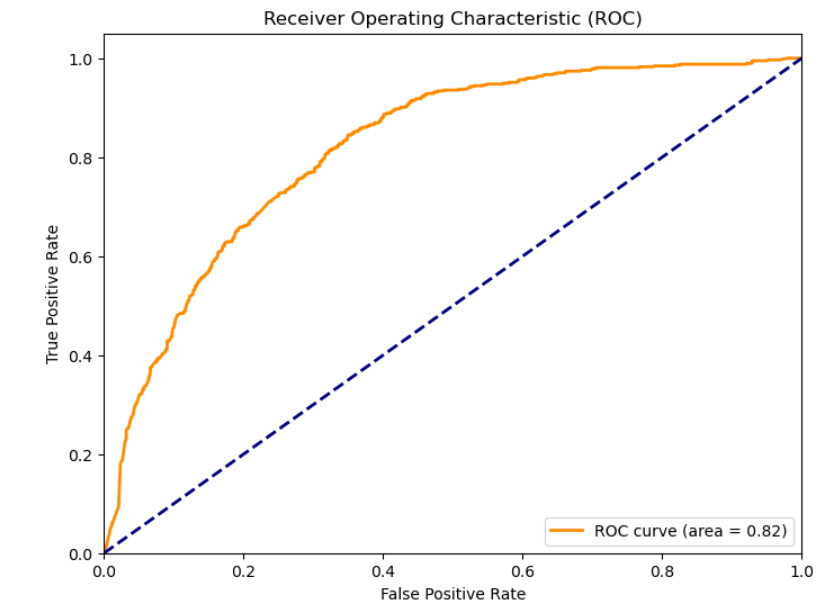 Receiver Operating Characteristic (ROC)
True Positive Rate
1.0
0.8
0.6
0.4
0.2
0.0
ROC curve (area = 0.82)
0.0 0.2 0.4 0.6 0.8 1.0
False Positive Rate